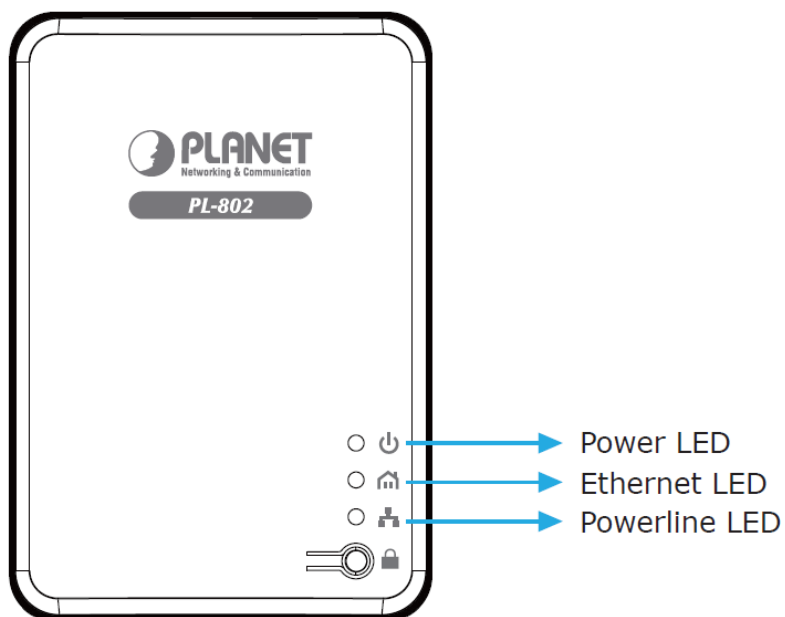 PLANET
Networking & Communication
PL-802
Power LED
Ethernet LED
Powerline LED